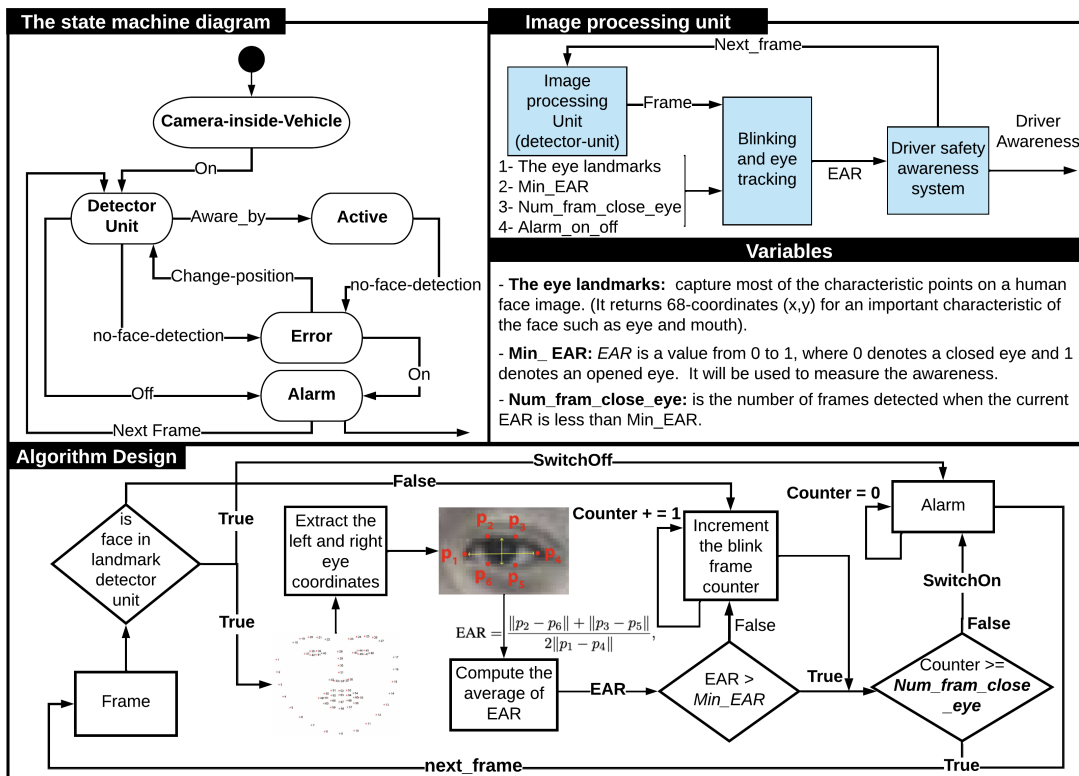 The state machine diagram
Camera-inside-Vehicle
On
Detector
Unit
Aware_by
Active
Change-position
no-face-detection
no-face-detection
Error
On
Off
Alarm
Next Frame
Image processing unit
Next_frame
Image
processing
Unit
(detector-unit)
Frame
Blinking
and eye
tracking
EAR
Driver safety
awareness
system
Driver
Awareness
1- The eye landmarks
2- Min_EAR
3- Num_fram_close_eye
4- Alarm_on_off
Variables
- The eye landmarks: capture most of the characteristic points on a human
face image. (It returns 68-coordinates (x,y) for an important characteristic of
the face such as eye and mouth).
- Min_ EAR: EAR is a value from 0 to 1, where 0 denotes a closed eye and 1
denotes an opened eye. It will be used to measure the awareness.
- Num_fram_close_eye: is the number of frames detected when the current
EAR is less than Min_EAR.
Algorithm Design
SwitchOff
False
is
face in
landmark
detector
unit
True
True
Frame
Extract the
left and right
eye
coordinates
p1
p2
p3
p4
p5
p6
EAR = ‖p2 − p6‖ + ‖p3 − p5‖ / 2‖p1 − p4‖,
Compute the
average of
EAR
EAR
Counter + = 1
Increment
the blink
frame
counter
False
EAR >
Min_EAR
True
Counter = 0
Alarm
SwitchOn
False
Counter >=
Num_fram_close
_eye
True
next_frame